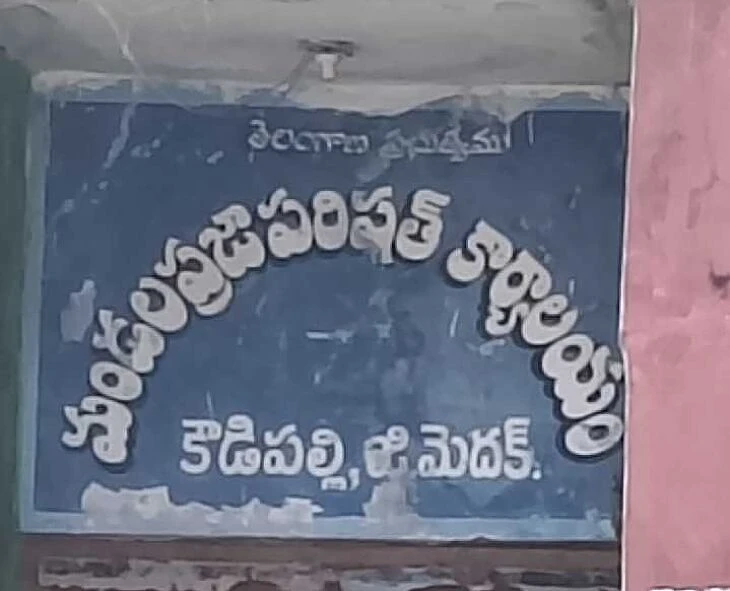 తెలంగాణ ప్రభుత్వము
మండల ప్రజాపరిషత్ కార్యాలయం
కౌడిపల్లి, జి మెదక్.